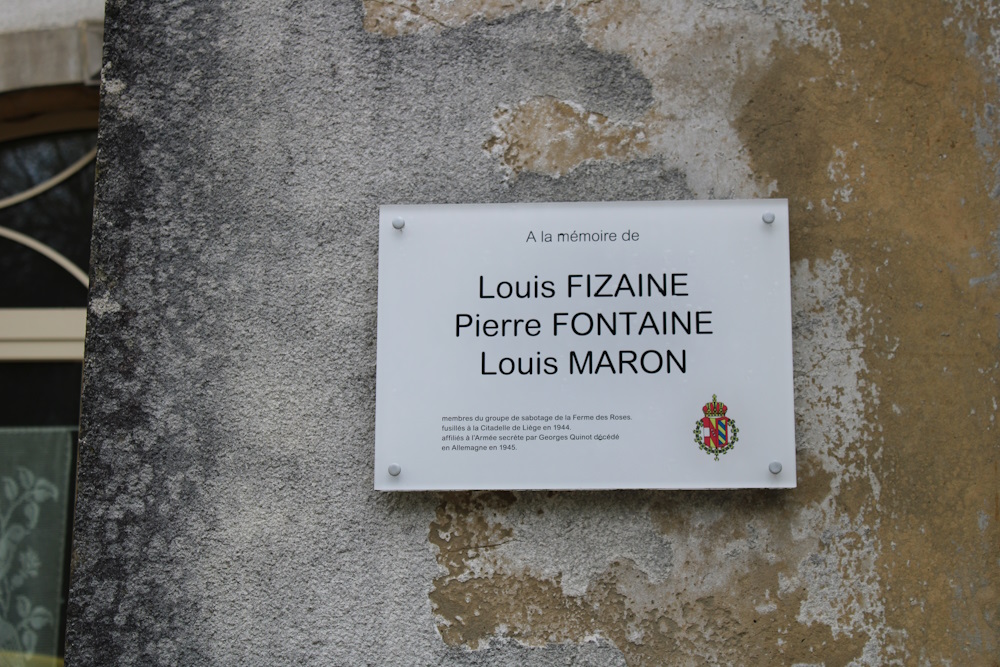 A la mémoire de
Louis FIZAINE
Pierre FONTAINE
Louis MARON
membres du groupe de sabotage de la Ferme des Roses.
fusillés à la Citadelle de Liège en 1944.
affiliés à l'Armée secrète par Georges Quinot décédé
en Allemagne en 1945.